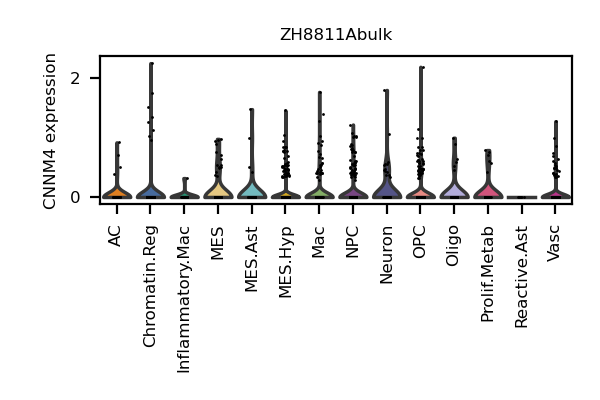 ZH8811Abulk
CNNM4 expression
2
0
AC
Chromatin.Reg
Inflammatory.Mac
MES
MES.Ast
MES.Hyp
Mac
NPC
Neuron
OPC
Oligo
Prolif.Metab
Reactive.Ast
Vasc